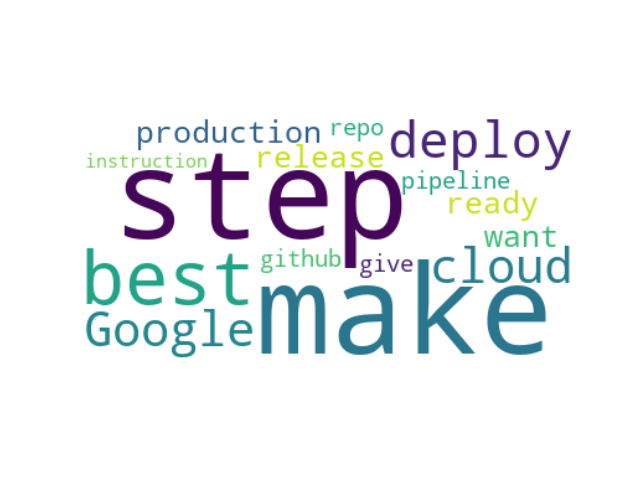 production repo deploy
instruction release
step pipeline
ready
want
best github give cloud
Google make